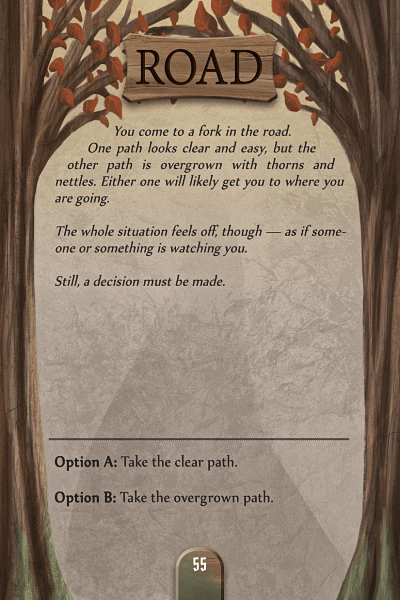 ROAD
You come to a fork in the road.
One path looks clear and easy, but the
other path is overgrown with thorns and
nettles. Either one will likely get you to where you
are going.
The whole situation feels off, though — as if some-
one or something is watching you.
Still, a decision must be made.
Option A: Take the clear path.
Option B: Take the overgrown path.
55